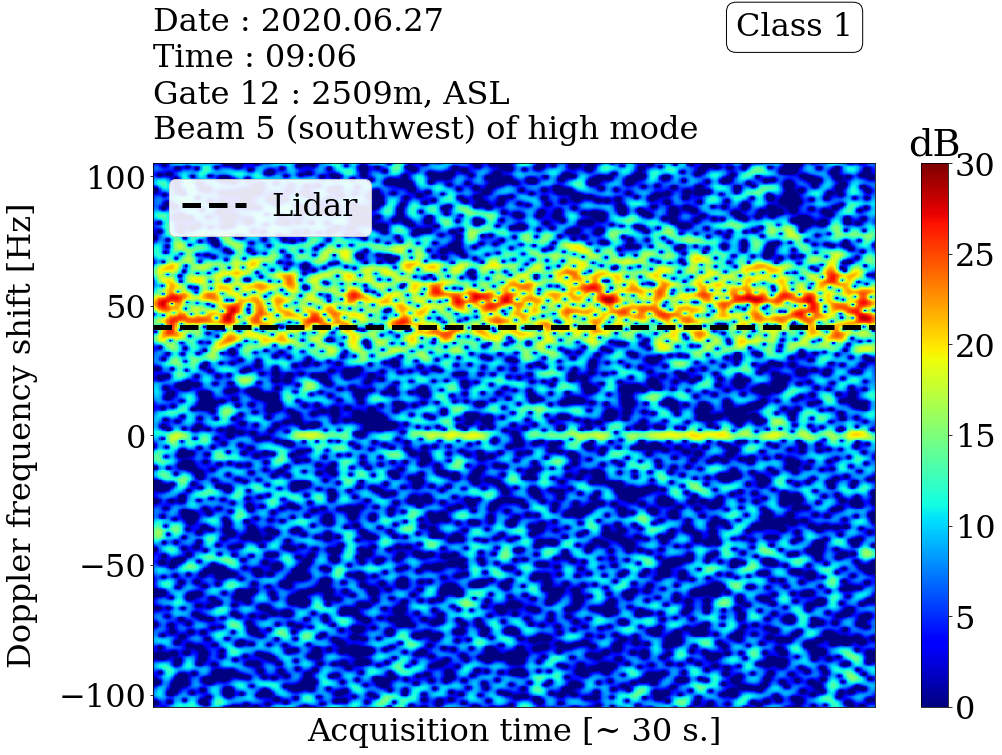 Date : 2020.06.27
Time : 09:06
Gate 12 : 2509m, ASL
Beam 5 (southwest) of high mode
Class 1
dB
Lidar
Doppler frequency shift [Hz]
100
50
0
−50
−100
Acquisition time [~ 30 s.]
30
25
20
15
10
5
0